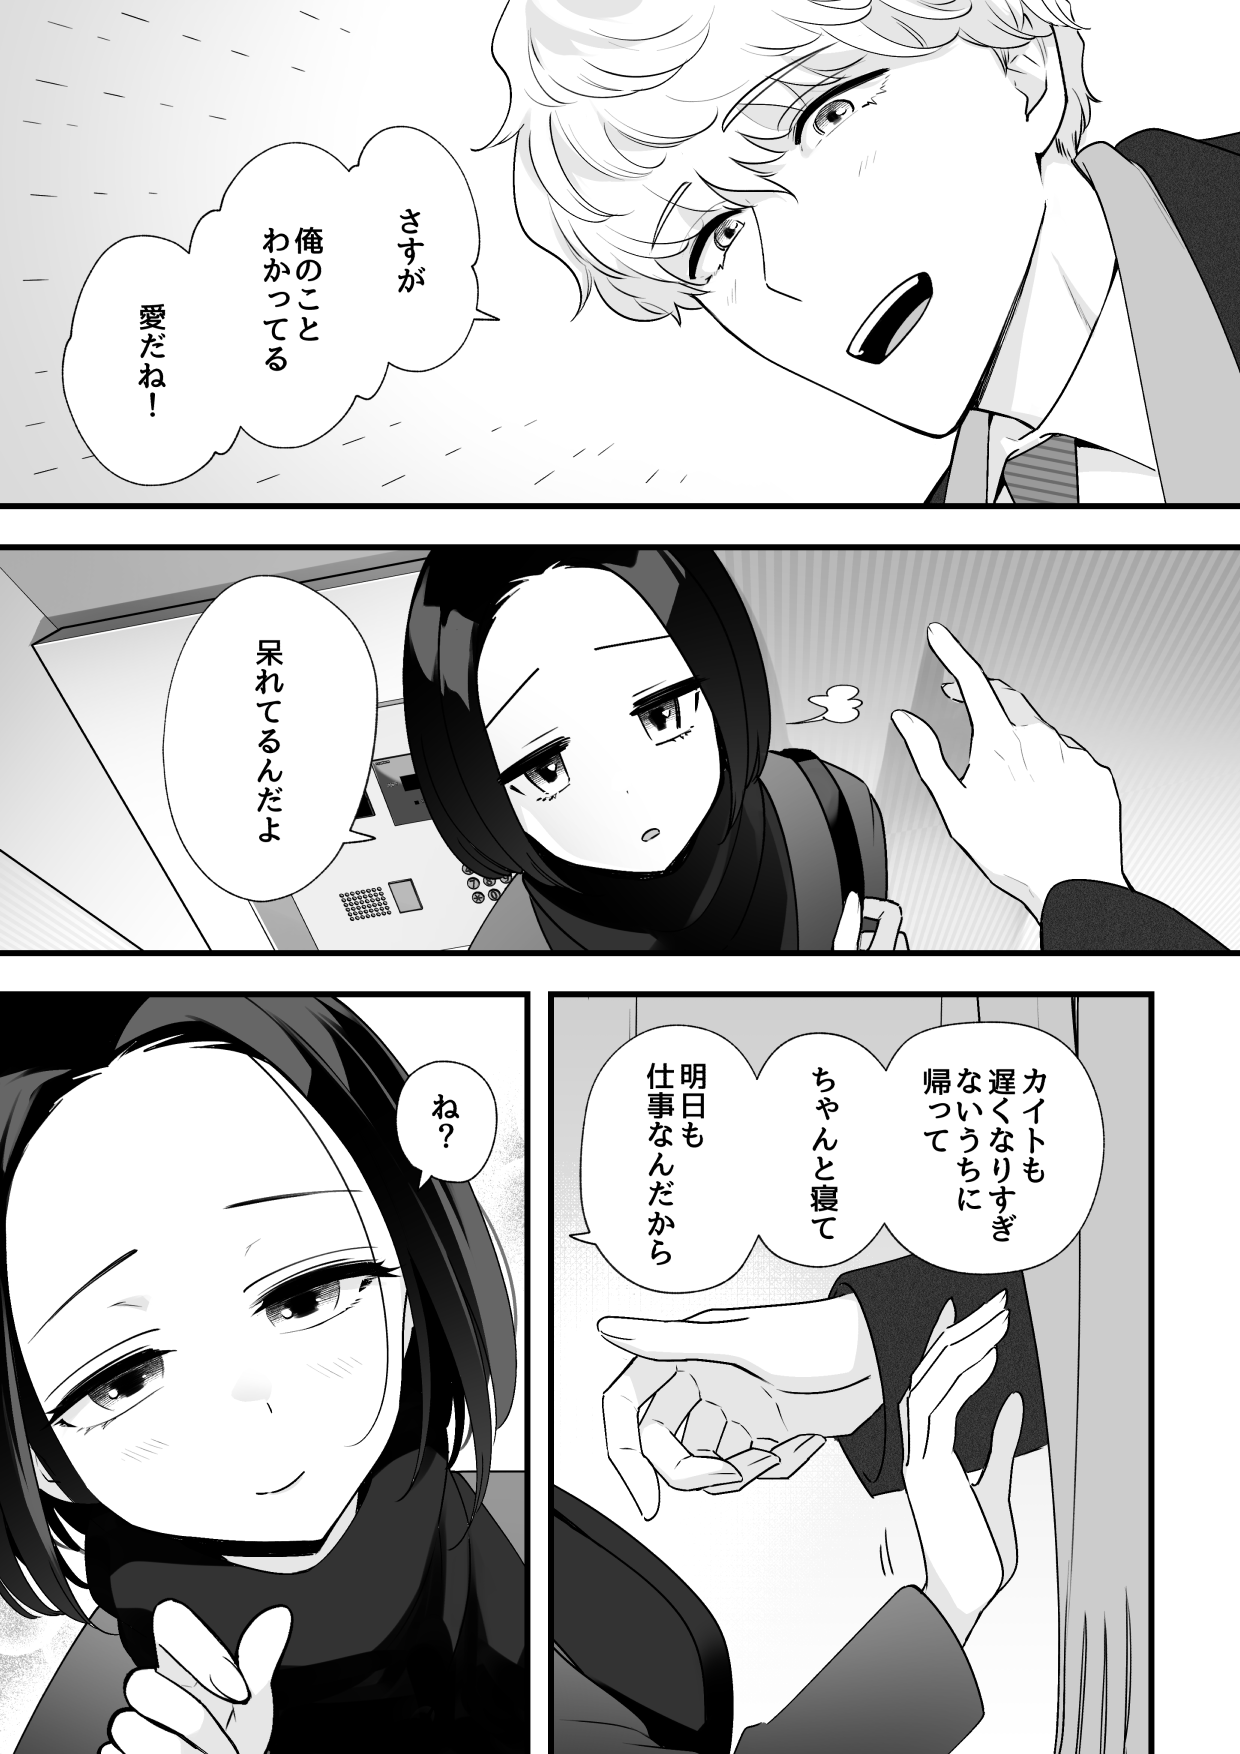 さすが
俺のこと
わかってる
愛だね！
呆れてるんだよ
カイトも
遅くなりすぎ
ないうちに
帰って
ちゃんと寝て
明日も
仕事なんだから
ね？